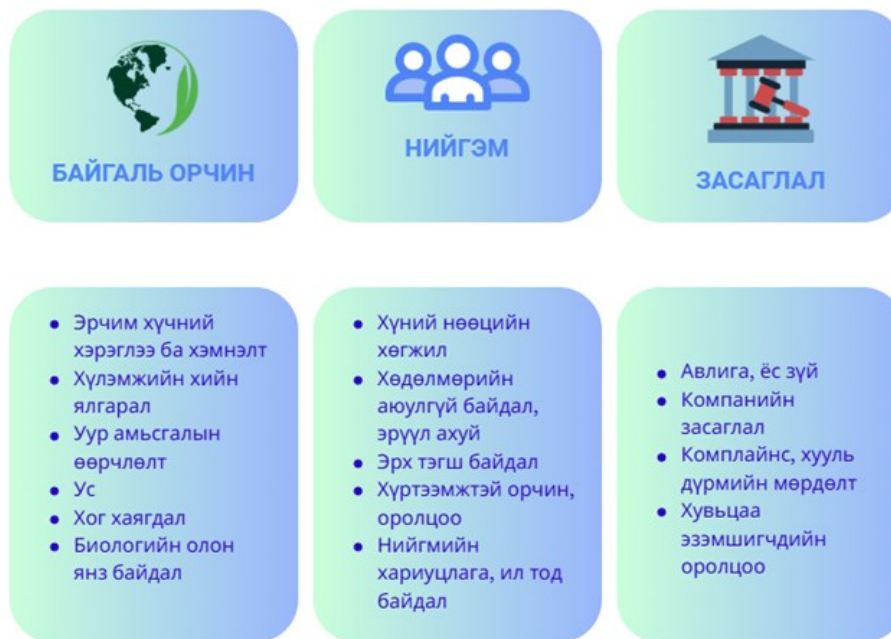 БАЙГАЛЬ ОРЧИН
НИЙГЭМ
ЗАСАГЛАЛ
• Эрчим хүчний
хэрэглээ ба хэмнэлт
• Хүлэмжийн хийн
ялгарал
• Уур амьсгалын
өөрчлөлт
• Ус
• Хог хаягдал
• Биологийн олон
янз байдал
• Хүний нөөцийн
хөгжил
• Хөдөлмөрийн
аюулгүй байдал,
эрүүл ахуй
• Эрх тэгш байдал
• Хүртээмжтэй орчин,
оролцоо
• Нийгмийн
хариуцлага, ил тод
байдал
• Авлига, ёс зүй
• Компанийн
засаглал
• Комплайнс, хууль
дүрмийн мөрдөлт
• Хувьцаа
эзэмшигчдийн
оролцоо